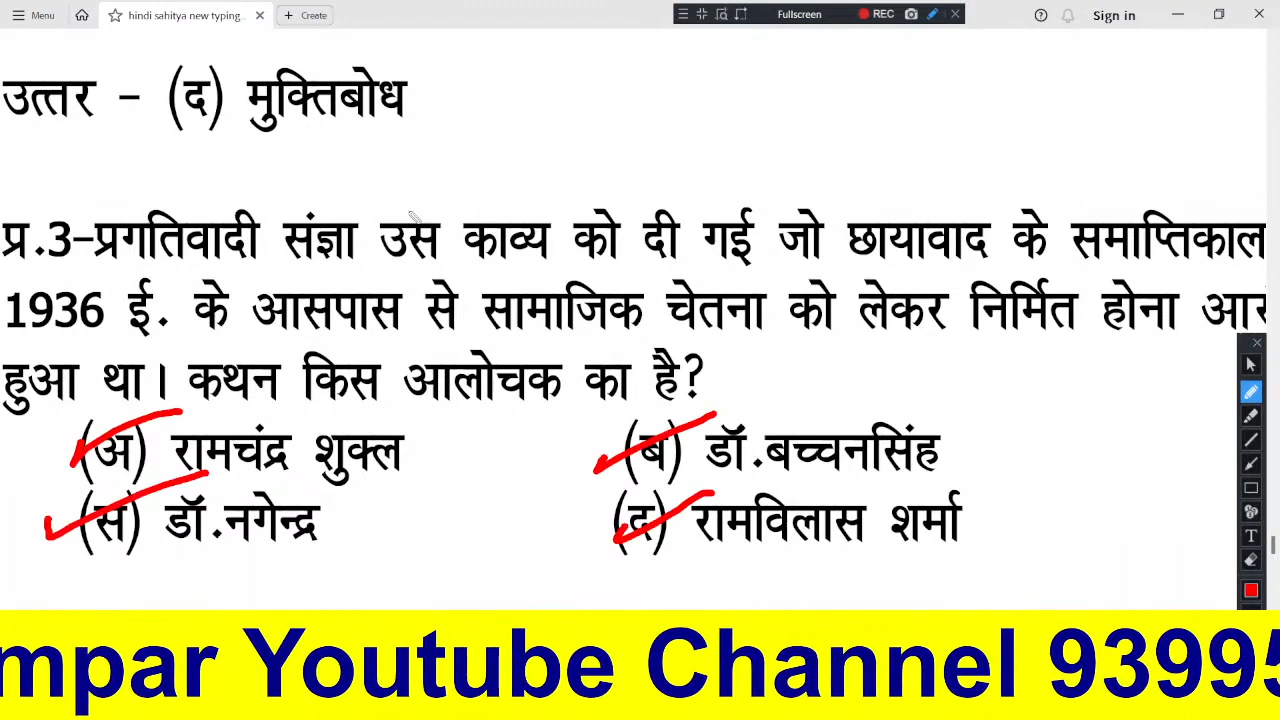 Menu
hindi sahitya new typing...
Create
Fullscreen
REC
Sign in
उत्तर - (द) मुक्तिबोध
प्र.3-प्रगतिवादी संज्ञा उस काव्य को दी गई जो छायावाद के समाप्तिकाल
1936 ई. के आसपास से सामाजिक चेतना को लेकर निर्मित होना
हुआ था। कथन किस आलोचक का है?
(अ) रामचंद्र शुक्ल (ब) डॉ.बच्चनसिंह
(स) डॉ.नगेन्द्र (द) रामविलास शर्मा
mpar Youtube Channel 93995